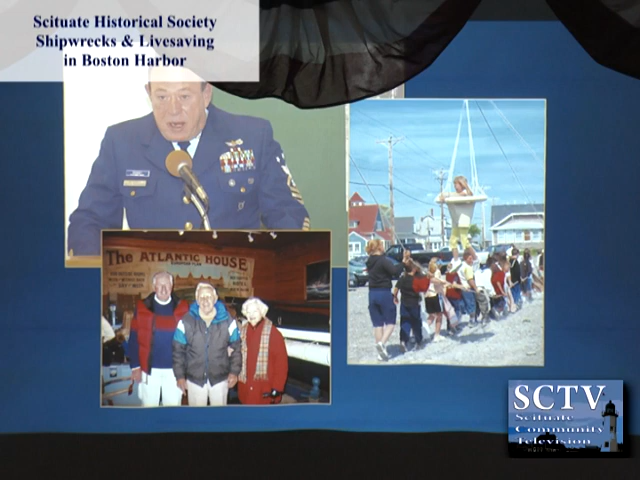 Scituate Historical Society
Shipwrecks & Livesaving
in Boston Harbor
The ATLANTIC HOUSE
SCTV
Scituate
Community
Television